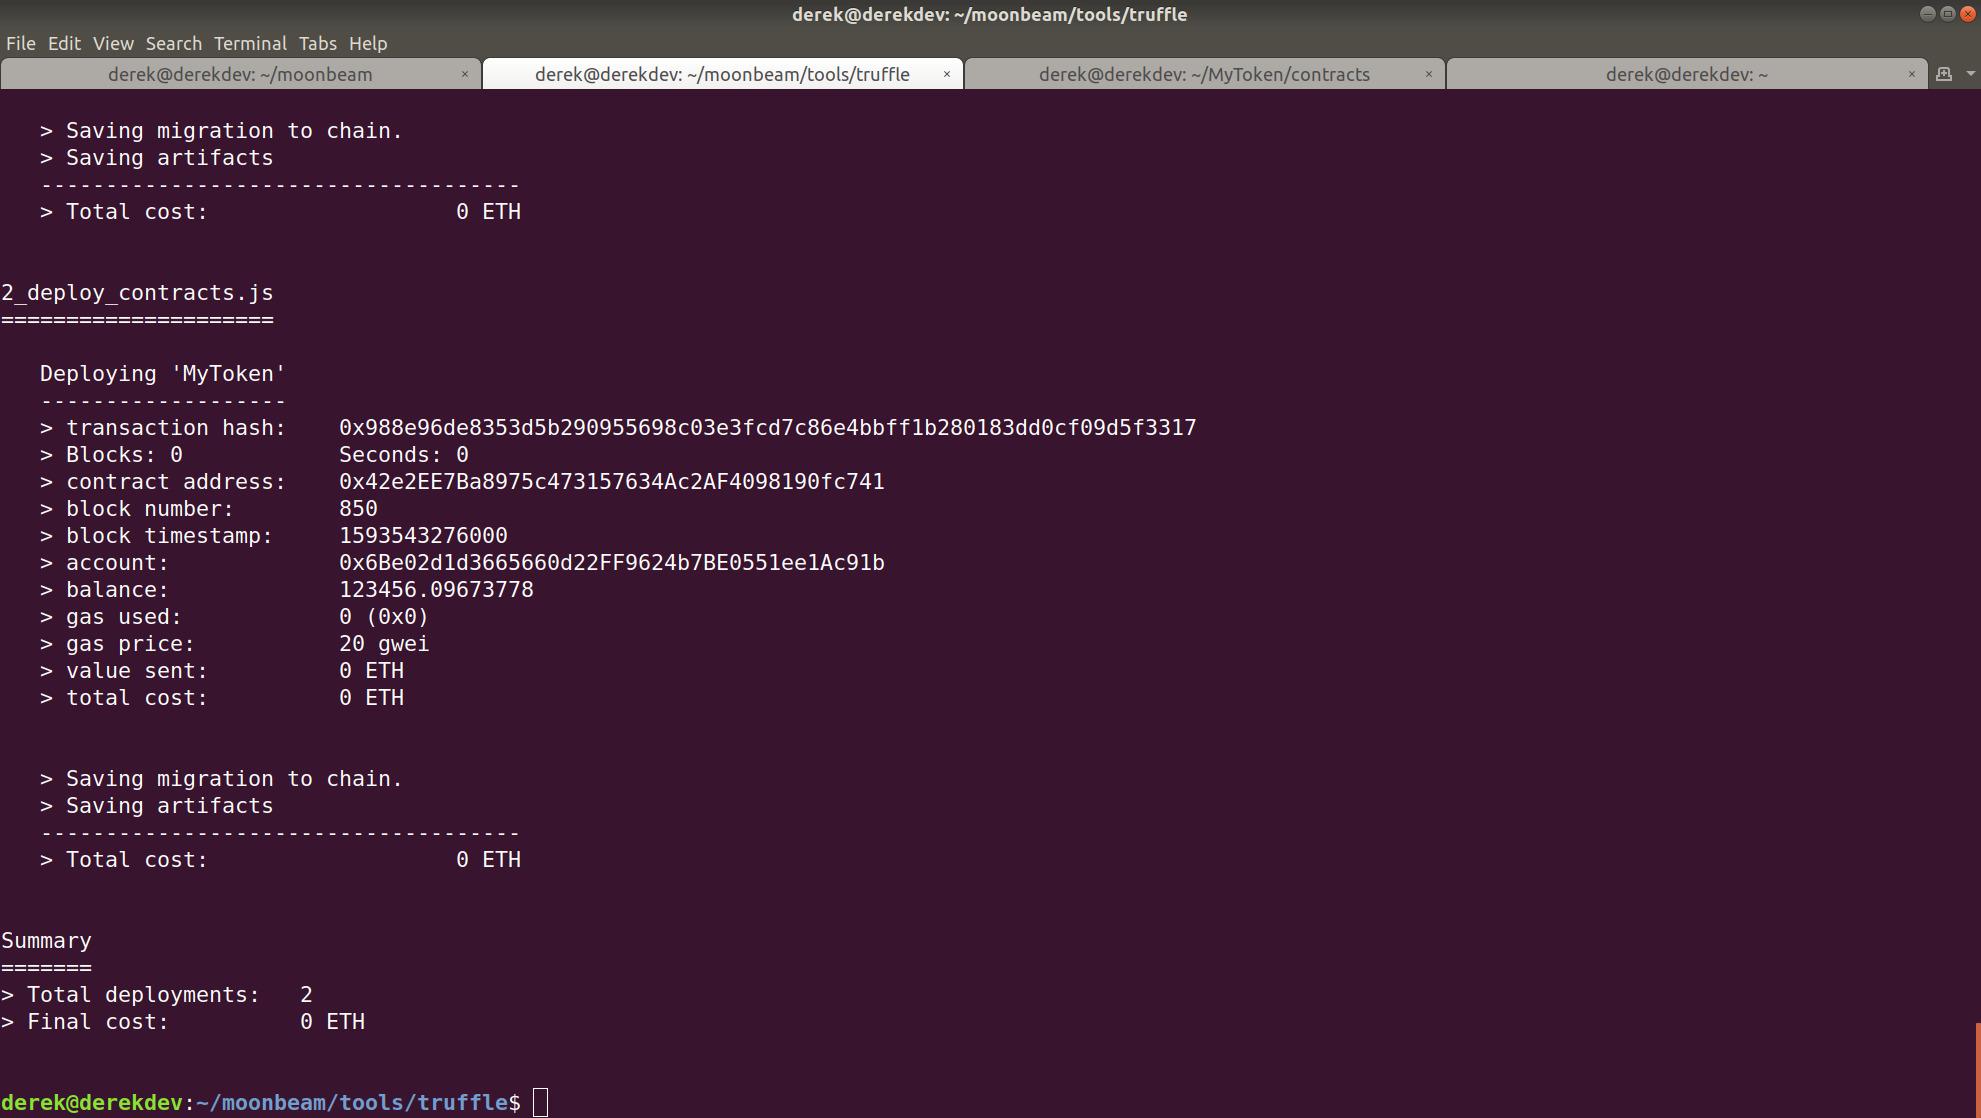 derek@derekdev: ~/moonbeam/tools/truffle
File Edit View Search Terminal Tabs Help
derek@derekdev: ~/moonbeam × derek@derekdev: ~/moonbeam/tools/truffle × derek@derekdev: ~/MyToken/contracts × derek@derekdev: ~ ×
> Saving migration to chain.
> Saving artifacts
-------------------------------------
> Total cost: 0 ETH
2_deploy_contracts.js
=====================
Deploying 'MyToken'
-------------------
> transaction hash: 0x988e96de8353d5b290955698c03e3fcd7c86e4bbff1b280183dd0cf09d5f3317
> Blocks: 0 Seconds: 0
> contract address: 0x42e2EE7Ba8975c473157634Ac2AF4098190fc741
> block number: 850
> block timestamp: 1593543276000
> account: 0x6Be02d1d3665660d22FF9624b7BE0551ee1Ac91b
> balance: 123456.09673778
> gas used: 0 (0x0)
> gas price: 20 gwei
> value sent: 0 ETH
> total cost: 0 ETH
> Saving migration to chain.
> Saving artifacts
-------------------------------------
> Total cost: 0 ETH
Summary
=======
> Total deployments: 2
> Final cost: 0 ETH
derek@derekdev:~/moonbeam/tools/truffle$